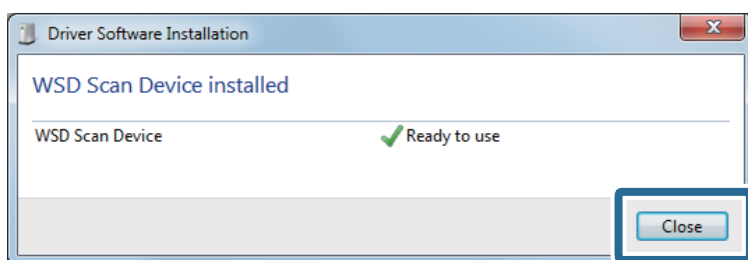 Driver Software Installation
WSD Scan Device installed
WSD Scan Device Ready to use
Close